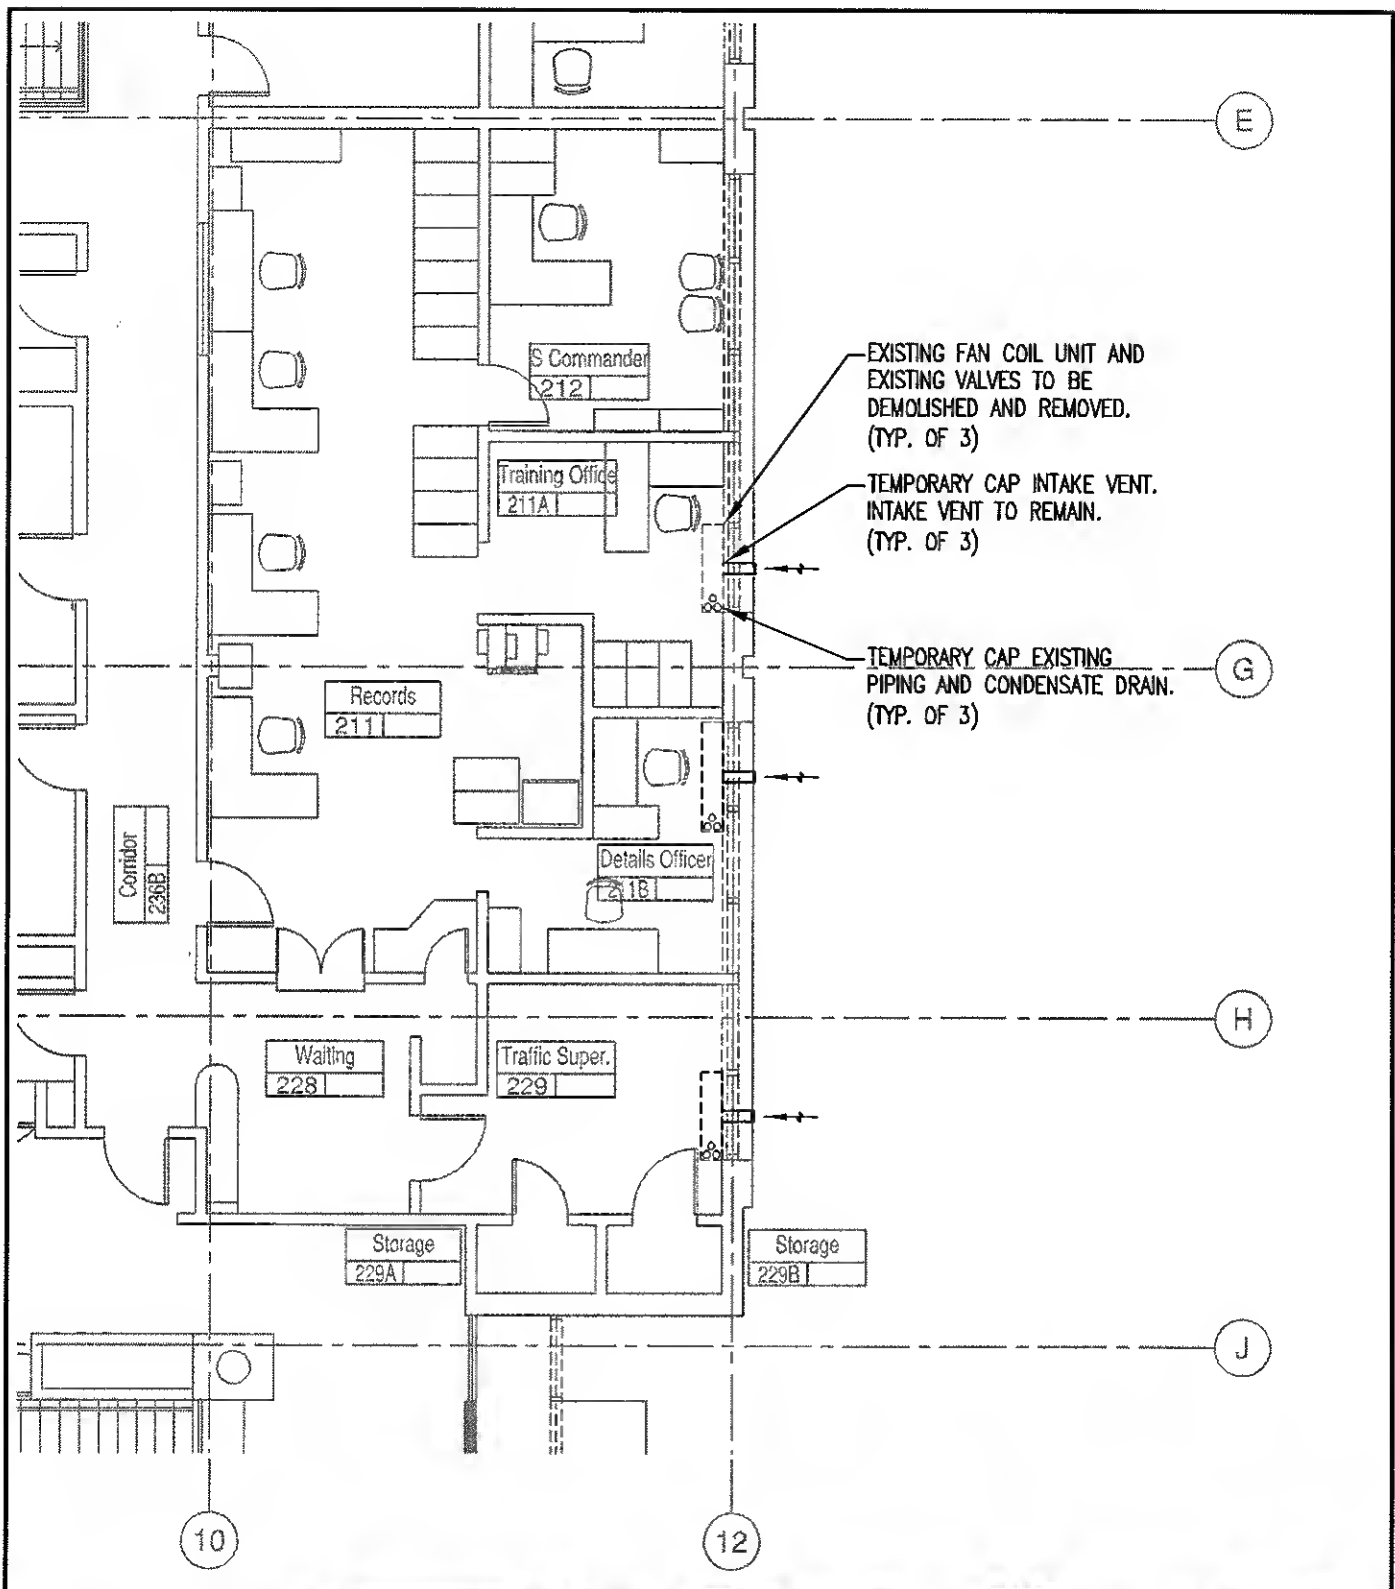 E
EXISTING FAN COIL UNIT AND
EXISTING VALVES TO BE
DEMOLISHED AND REMOVED.
(TYP. OF 3)
S Commander
212
Training Office
211A
TEMPORARY CAP INTAKE VENT.
INTAKE VENT TO REMAIN.
(TYP. OF 3)
TEMPORARY CAP EXISTING
PIPING AND CONDENSATE DRAIN.
(TYP. OF 3)
G
Records
211
Corridor
236B
Details Officer
211B
H
Waiting
228
Traffic Super.
229
Storage
229A
Storage
229B
J
10
12